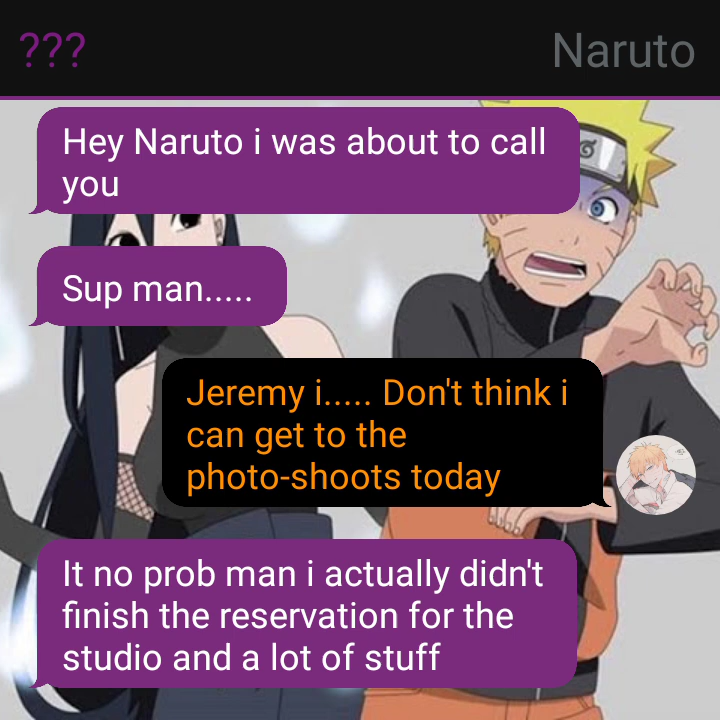 ???
Naruto
Hey Naruto i was about to call
you
Sup man.....
Jeremy i..... Don't think i
can get to the
photo-shoots today
It no prob man i actually didn't
finish the reservation for the
studio and a lot of stuff